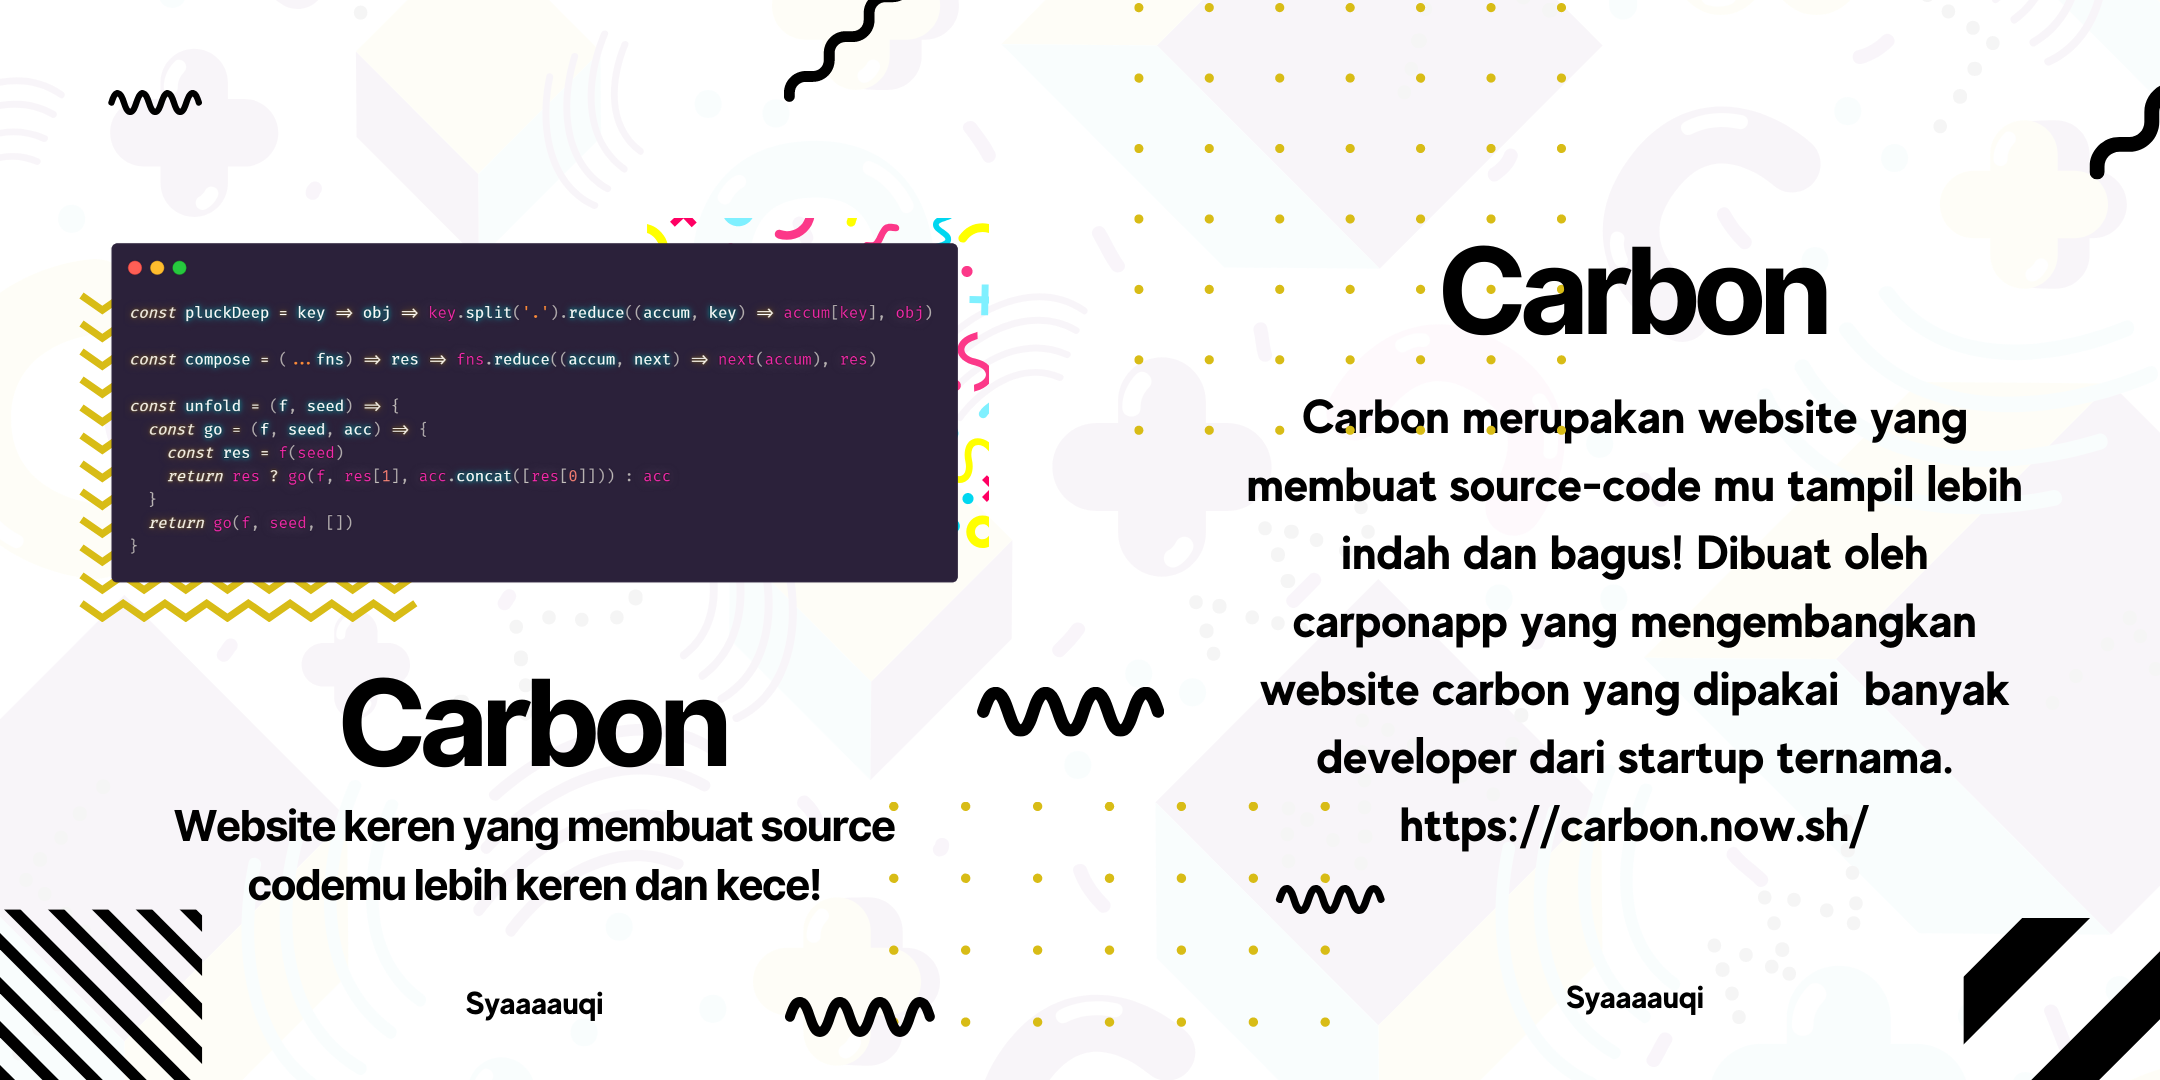 const pluckDeep = key => obj => key.split('.').reduce((accum, key) => accum[key], obj)
const compose = (...fns) => res => fns.reduce((accum, next) => next(accum), res)
const unfold = (f, seed) => {
  const go = (f, seed, acc) => {
    const res = f(seed)
    return res ? go(f, res[1], acc.concat([res[0]])) : acc
  }
  return go(f, seed, [])
}
Carbon
Website keren yang membuat source
codemu lebih keren dan kece!
Syaaaauqi
Carbon
Carbon merupakan website yang
membuat source-code mu tampil lebih
indah dan bagus! Dibuat oleh
carponapp yang mengembangkan
website carbon yang dipakai  banyak
developer dari startup ternama.
https://carbon.now.sh/
Syaaaauqi